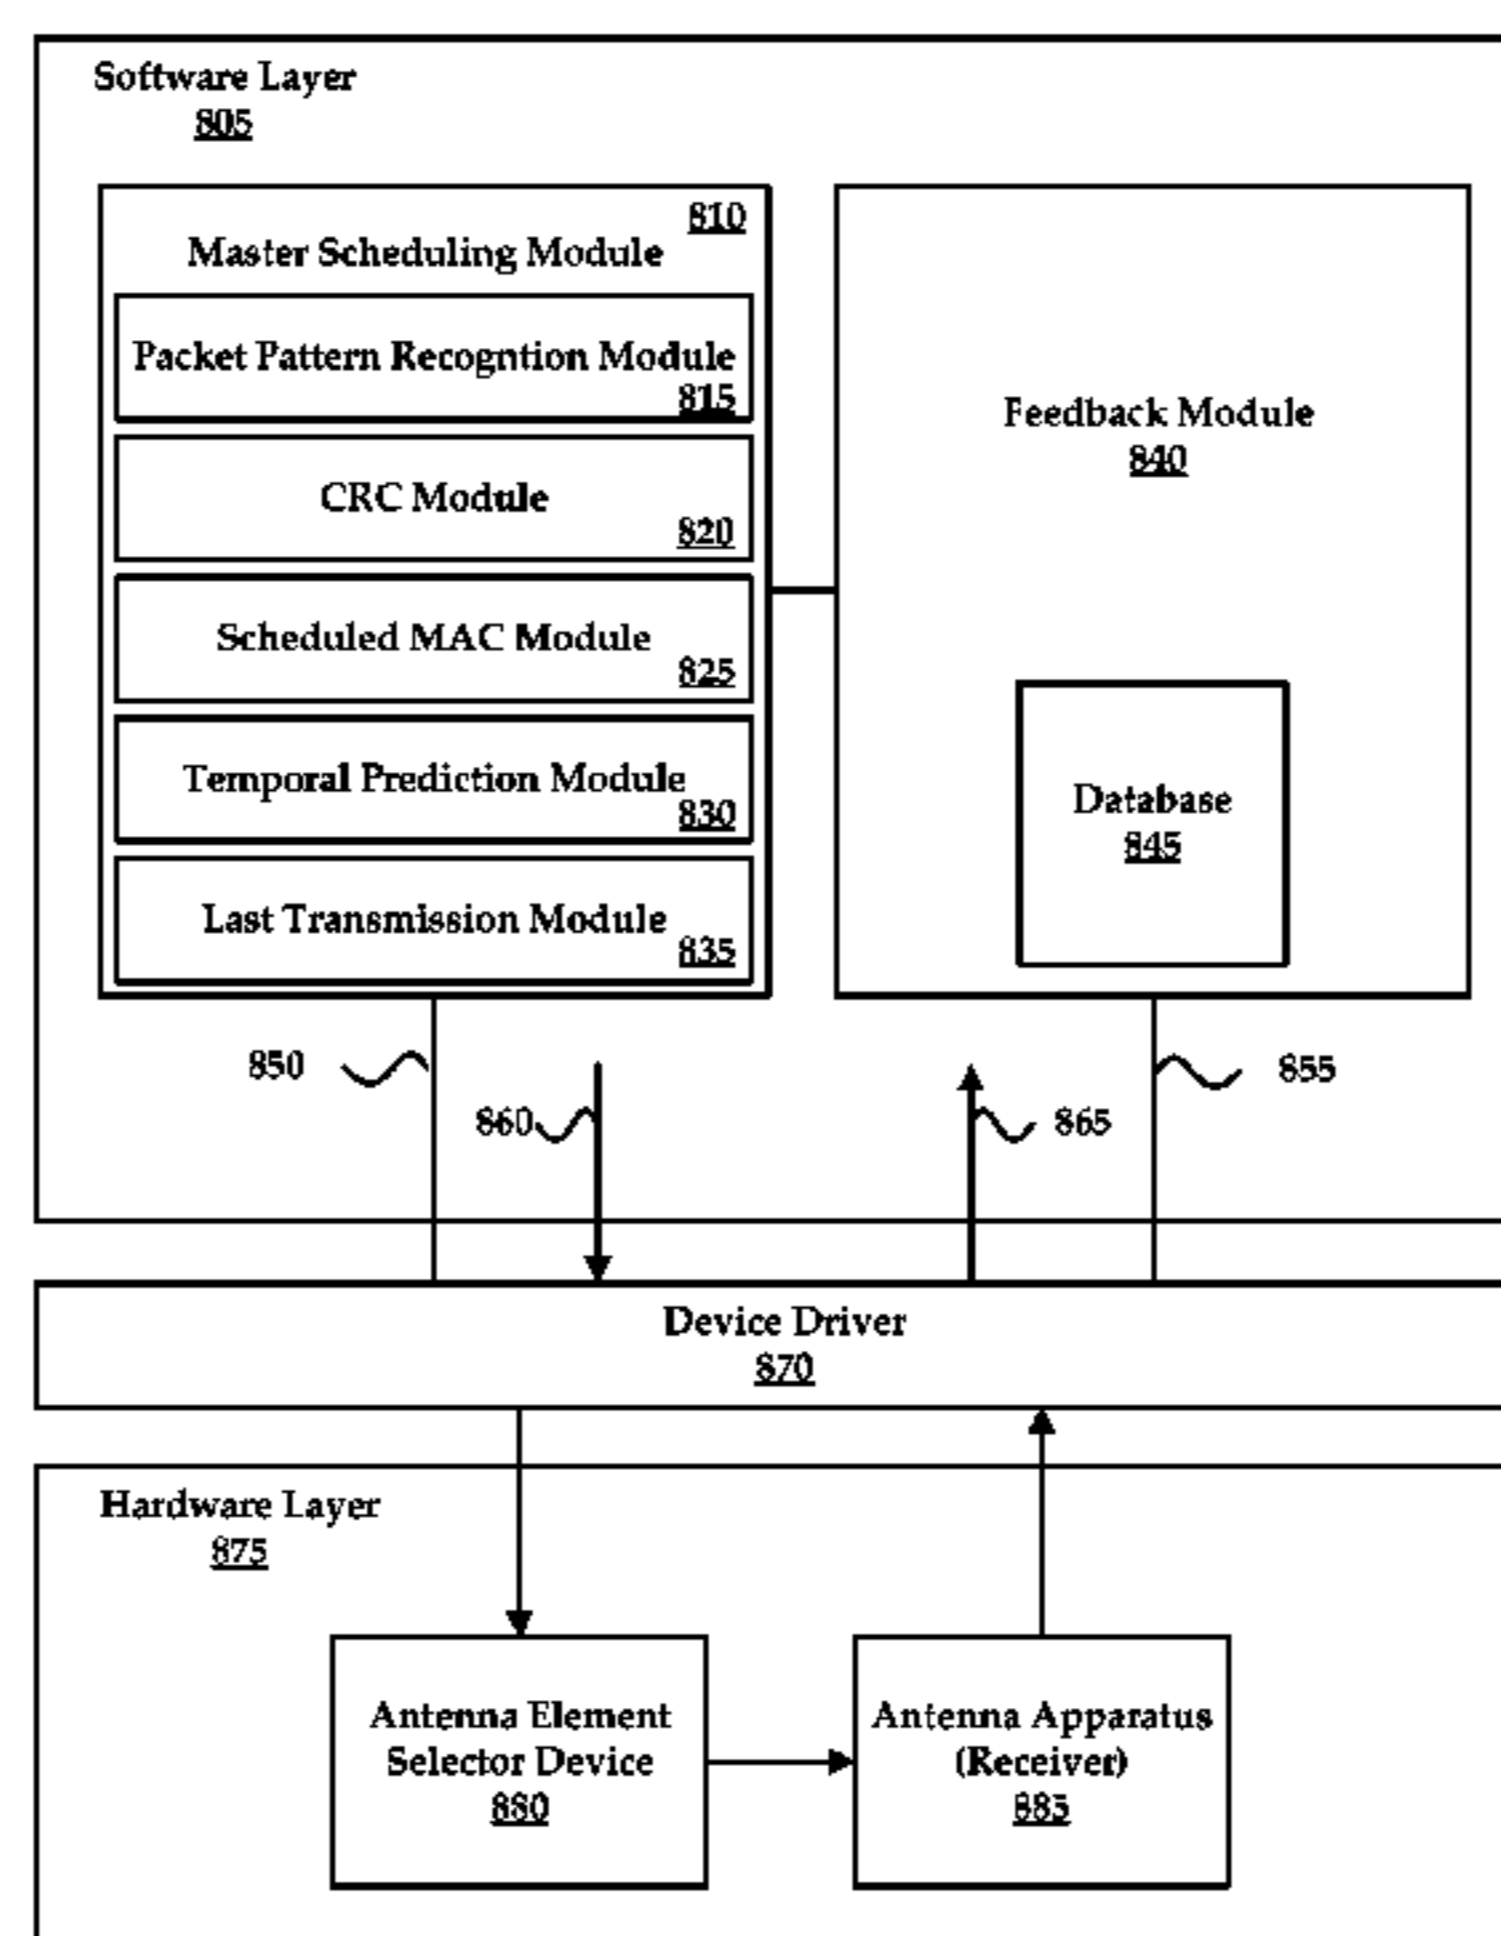 Software Layer
805
810
Master Scheduling Module
Packet Pattern Recogntion Module
815
CRC Module
820
Scheduled MAC Module
825
Temporal Prediction Module
830
Last Transmission Module
835
Feedback Module
840
Database
845
850
860
865
855
Device Driver
870
Hardware Layer
875
Antenna Element
Selector Device
880
Antenna Apparatus
(Receiver)
885